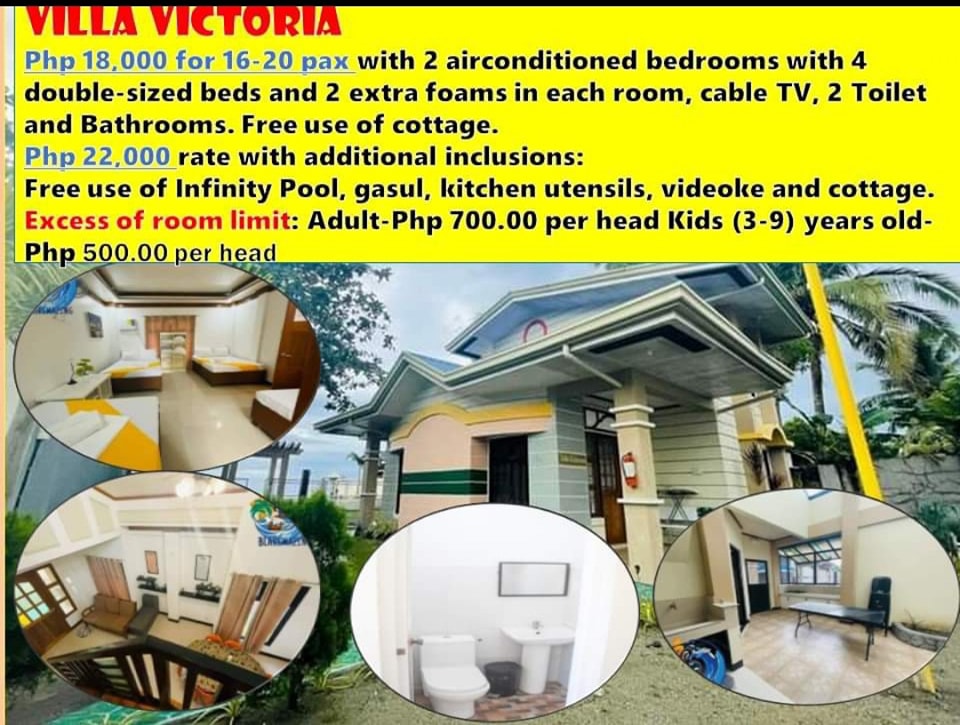 VILLA VICTORIA
Php 18,000 for 16-20 pax with 2 airconditioned bedrooms with 4
double-sized beds and 2 extra foams in each room, cable TV, 2 Toilet
and Bathrooms. Free use of cottage.
Php 22,000 rate with additional inclusions:
Free use of Infinity Pool, gasul, kitchen utensils, videoke and cottage.
Excess of room limit: Adult-Php 700.00 per head Kids (3-9) years old-
Php 500.00 per head